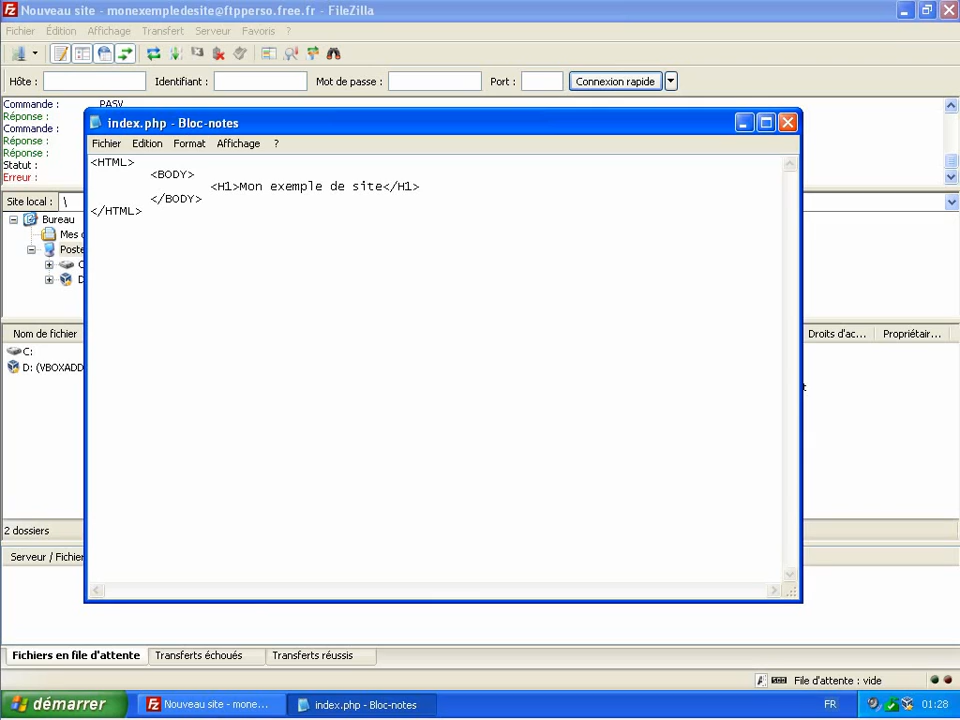 Nouveau site - monexempledesite@ftpperso.free.fr - FileZilla
Fichier Édition Affichage Transfert Serveur Favoris ?
Hôte : Identifiant : Mot de passe : Port : Connexion rapide
Commande : PASV
Réponse :
Commande :
Réponse :
Réponse :
Statut :
Erreur :
index.php - Bloc-notes
Fichier Edition Format Affichage ?
<HTML>
<BODY>
<H1>Mon exemple de site</H1>
</BODY>
</HTML>
Site local : \
Bureau
Mes
Poste
Nom de fichier
Droits d'ac... Propriétair...
C:
D: (VBOXADD
2 dossiers
Serveur / Fichier
Fichiers en file d'attente Transferts échoués Transferts réussis
File d'attente : vide
démarrer Nouveau site - mone... index.php - Bloc-notes FR 01:28